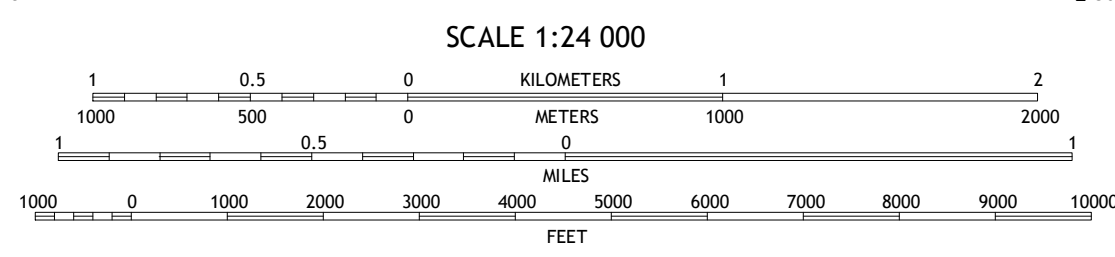 SCALE 1:24 000
1 0.5 0 KILOMETERS 1 2
1000 500 0 METERS 1000 2000
1 0.5 0 1
MILES
1000 0 1000 2000 3000 4000 5000 6000 7000 8000 9000 10000
FEET